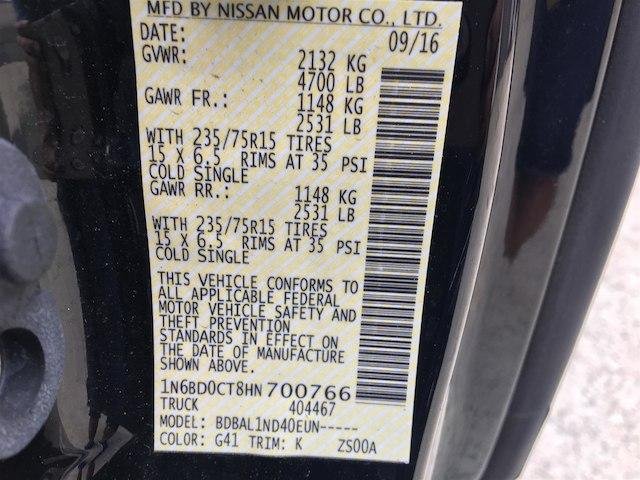 MFD BY NISSAN MOTOR CO., LTD.
DATE: 09/16
GVWR: 2132 KG
4700 LB
GAWR FR.: 1148 KG
2531 LB
WITH 235/75R15 TIRES
15 X 6.5 RIMS AT 35 PSI
COLD SINGLE
GAWR RR.: 1148 KG
2531 LB
WITH 235/75R15 TIRES
15 X 6.5 RIMS AT 35 PSI
COLD SINGLE
THIS VEHICLE CONFORMS TO
ALL APPLICABLE FEDERAL
MOTOR VEHICLE SAFETY AND
THEFT PREVENTION
STANDARDS IN EFFECT ON
THE DATE OF MANUFACTURE
SHOWN ABOVE.
1N6BD0CT8HN700766
TRUCK 404467
MODEL: BDBAL1ND40EUN-----
COLOR: G41 TRIM: K ZS00A